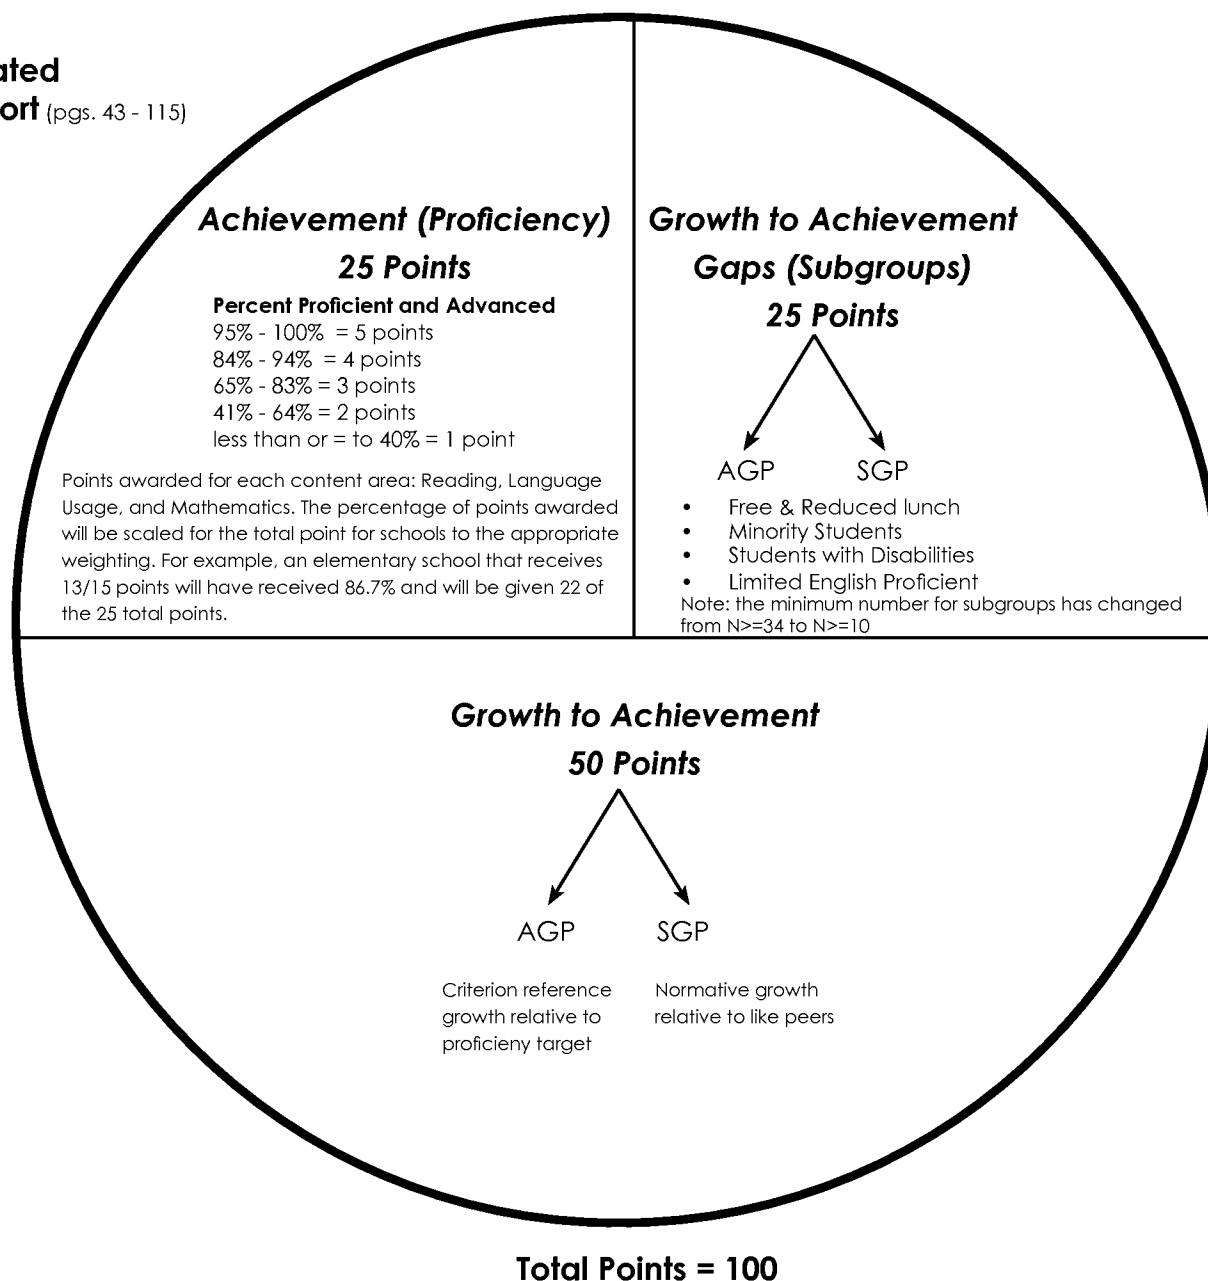 ated
ort (pgs. 43 - 115)
Achievement (Proficiency)
25 Points
Percent Proficient and Advanced
95% - 100% = 5 points
84% - 94% = 4 points
65% - 83% = 3 points
41% - 64% = 2 points
less than or = to 40% = 1 point
Points awarded for each content area: Reading, Language
Usage, and Mathematics. The percentage of points awarded
will be scaled for the total point for schools to the appropriate
weighting. For example, an elementary school that receives
13/15 points will have received 86.7% and will be given 22 of
the 25 total points.
Growth to Achievement
Gaps (Subgroups)
25 Points
AGP SGP
• Free & Reduced lunch
• Minority Students
• Students with Disabilities
• Limited English Proficient
Note: the minimum number for subgroups has changed
from N>=34 to N>=10
Growth to Achievement
50 Points
AGP SGP
Criterion reference
growth relative to
proficieny target
Normative growth
relative to like peers
Total Points = 100